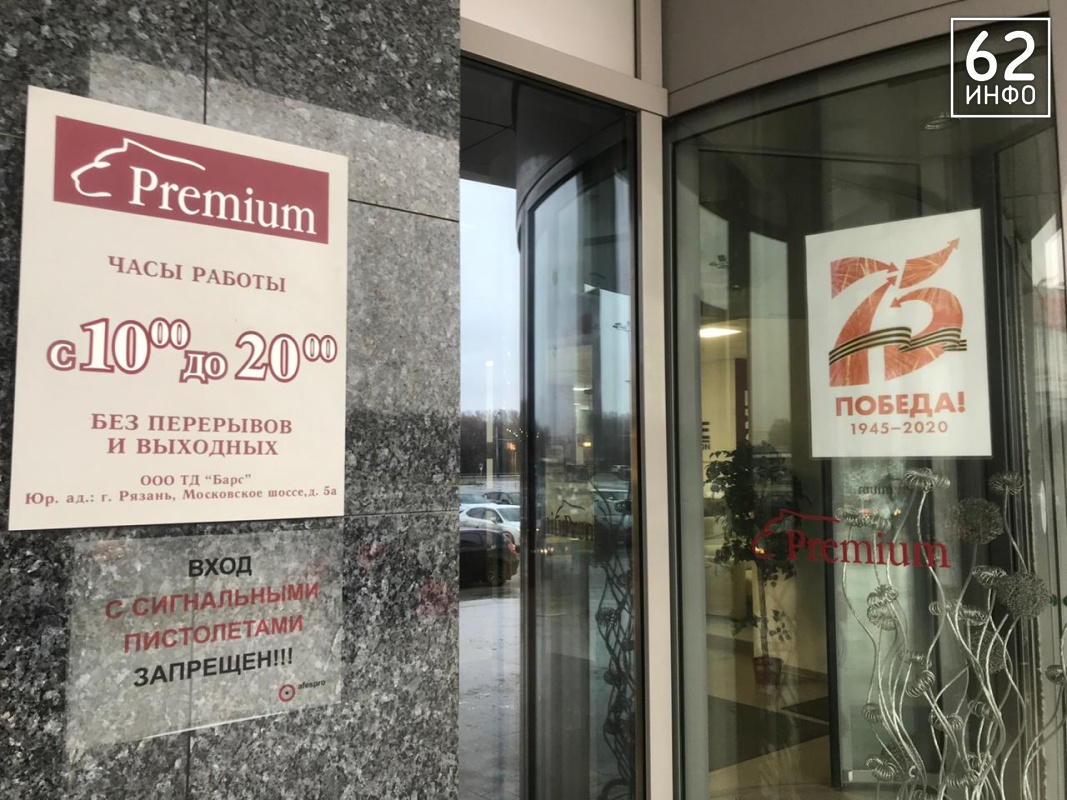 Premium
ЧАСЫ РАБОТЫ
с 10⁰⁰ до 20⁰⁰
БЕЗ ПЕРЕРЫВОВ
И ВЫХОДНЫХ
ООО ТД "Барс"
Юр. ад.: г. Рязань, Московское шоссе, д. 5а
ВХОД
С СИГНАЛЬНЫМИ
ПИСТОЛЕТАМИ
ЗАПРЕЩЕН!!!
afespro
62
ИНФО
75
ПОБЕДА!
1945–2020
Premium